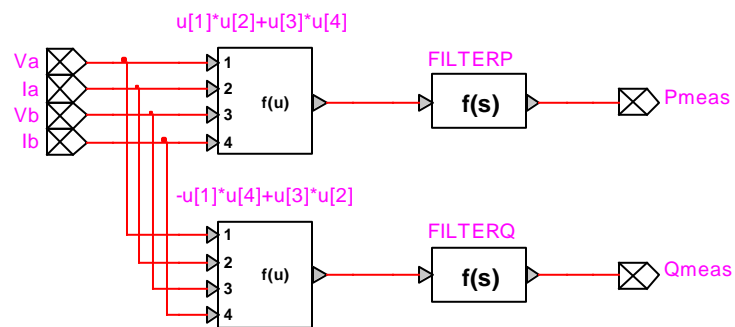 u[1]*u[2]+u[3]*u[4]
Va
Ia
Vb
Ib
1
2
3
4
f(u)
FILTERP
f(s)
Pmeas
-u[1]*u[4]+u[3]*u[2]
1
2
3
4
f(u)
FILTERQ
f(s)
Qmeas